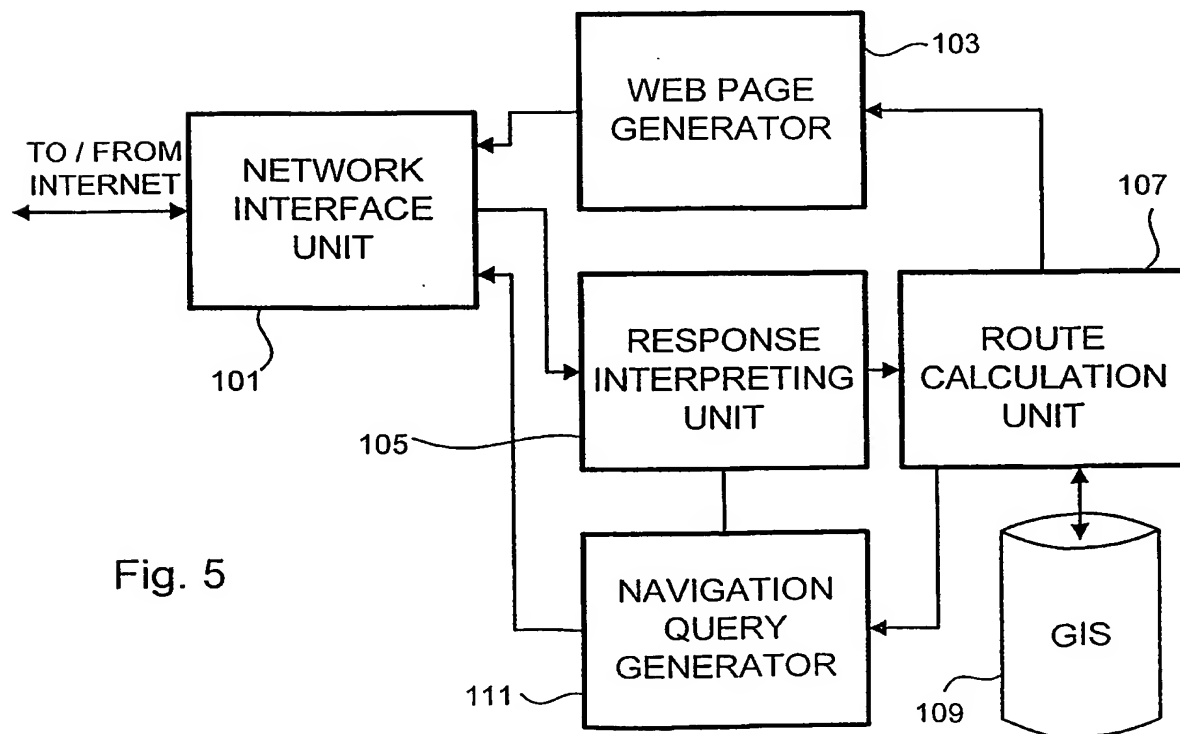 103
WEB PAGE
GENERATOR
TO / FROM
INTERNET
NETWORK
INTERFACE
UNIT
107
101
RESPONSE
INTERPRETING
UNIT
ROUTE
CALCULATION
UNIT
105
Fig. 5
NAVIGATION
QUERY
GENERATOR
GIS
111
109